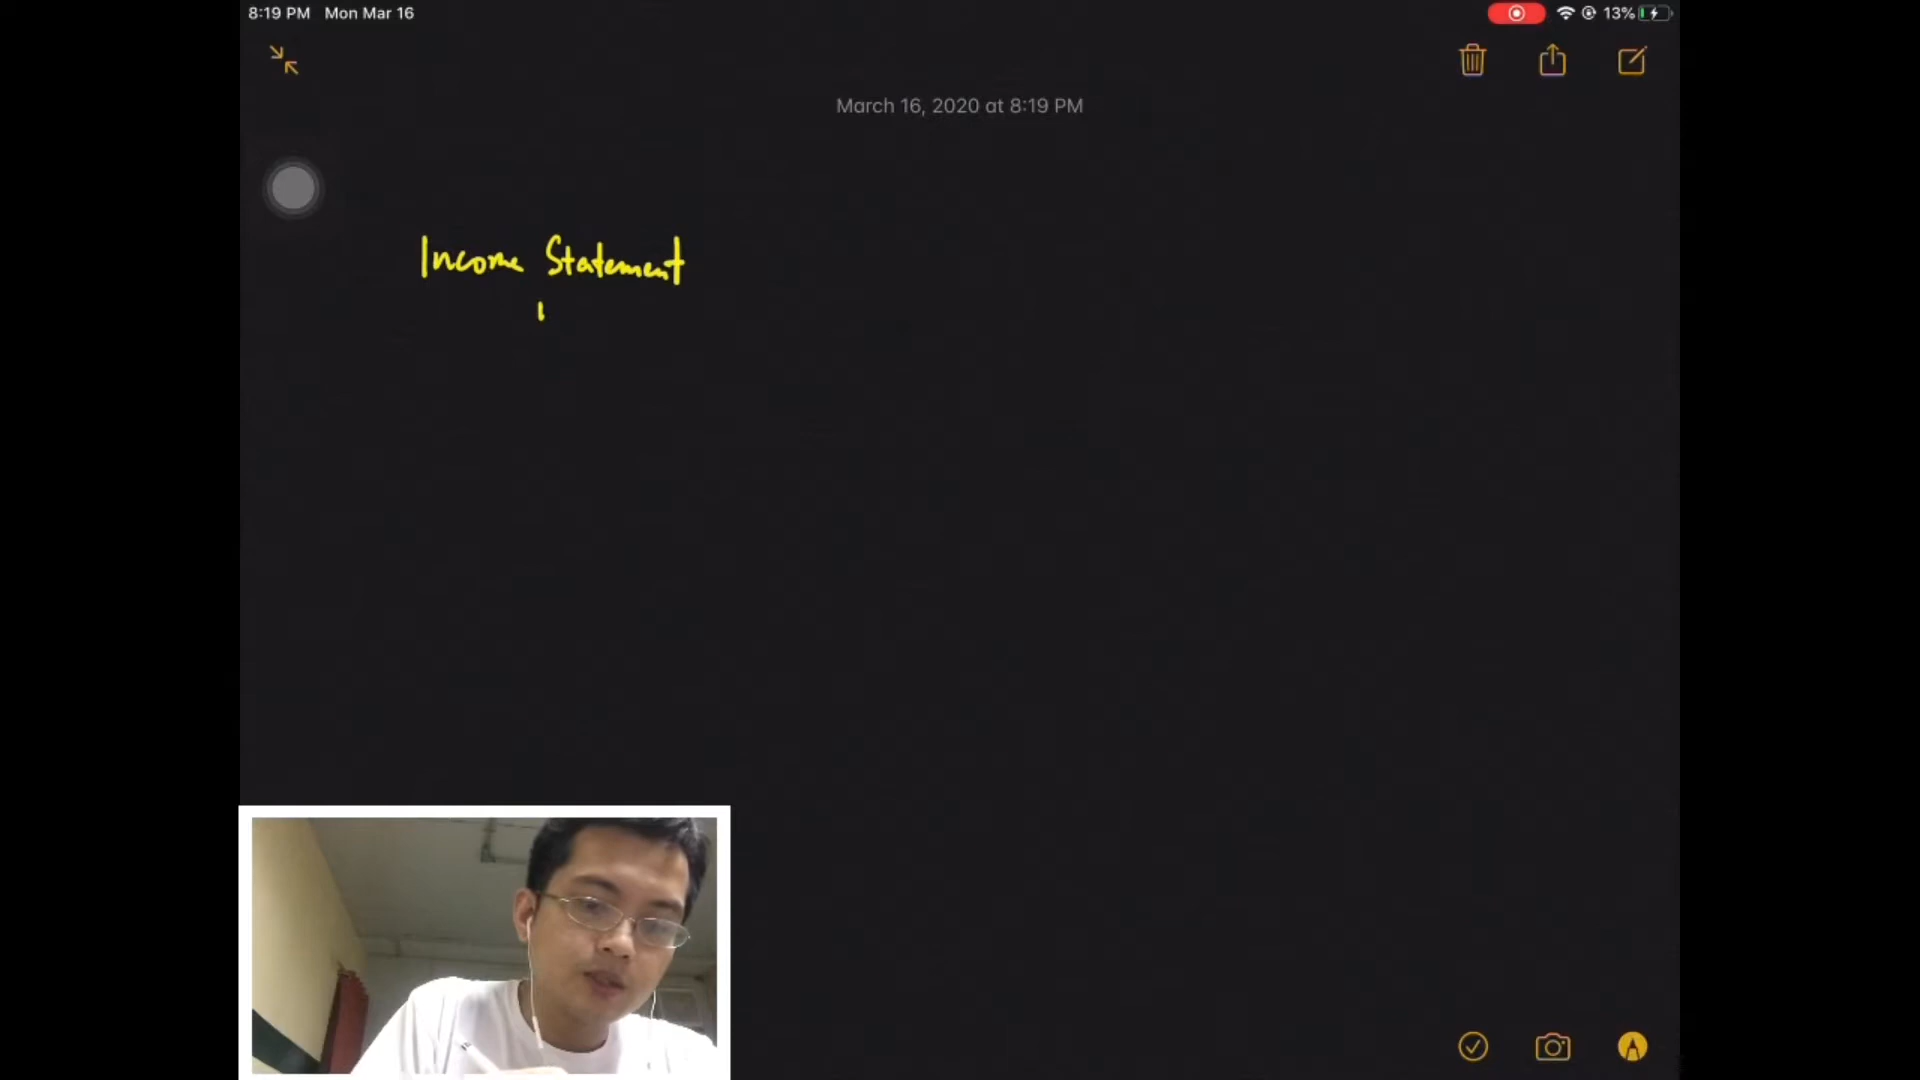 8:19 PM Mon Mar 16 13%
March 16, 2020 at 8:19 PM
Income Statement